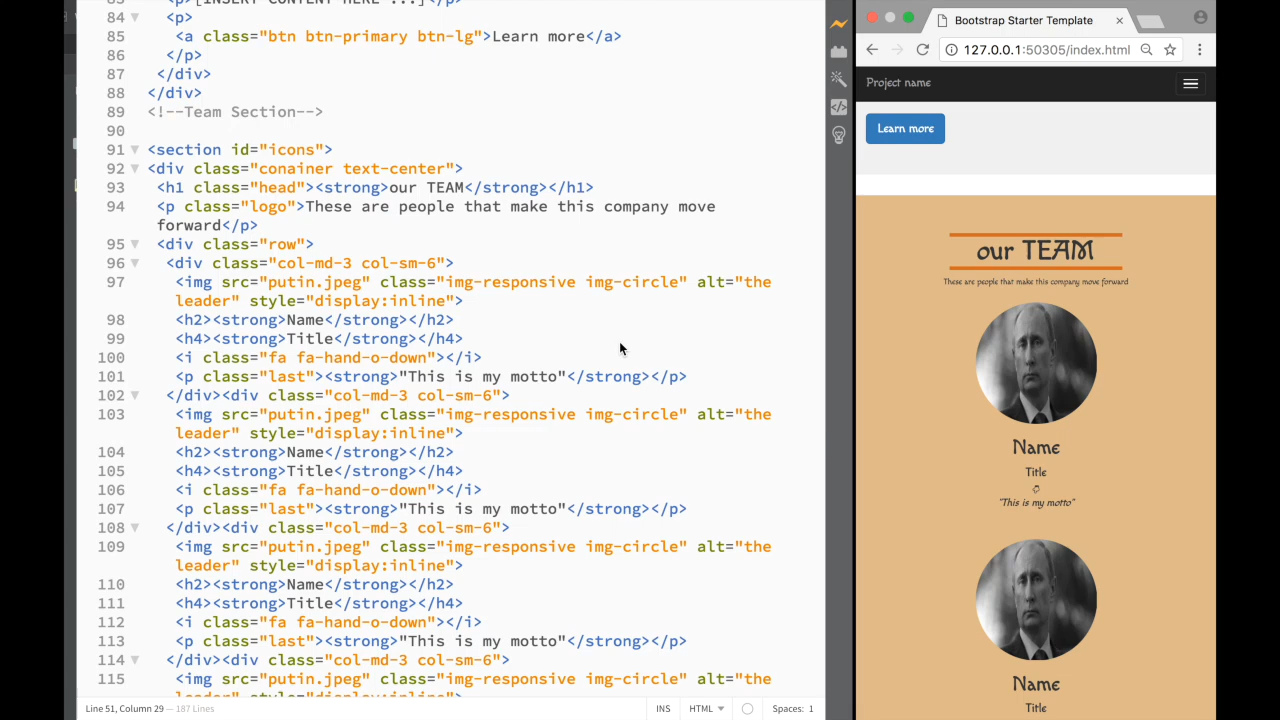 83 <p>[INSERT CONTENT HERE ...]</p>
84 <p>
85 <a class="btn btn-primary btn-lg">Learn more</a>
86 </p>
87 </div>
88 </div>
89 <!--Team Section-->
90
91 <section id="icons">
92 <div class="conainer text-center">
93 <h1 class="head"><strong>our TEAM</strong></h1>
94 <p class="logo">These are people that make this company move
forward</p>
95 <div class="row">
96 <div class="col-md-3 col-sm-6">
97 <img src="putin.jpeg" class="img-responsive img-circle" alt="the
leader" style="display:inline">
98 <h2><strong>Name</strong></h2>
99 <h4><strong>Title</strong></h4>
100 <i class="fa fa-hand-o-down"></i>
101 <p class="last"><strong>"This is my motto"</strong></p>
102 </div><div class="col-md-3 col-sm-6">
103 <img src="putin.jpeg" class="img-responsive img-circle" alt="the
leader" style="display:inline">
104 <h2><strong>Name</strong></h2>
105 <h4><strong>Title</strong></h4>
106 <i class="fa fa-hand-o-down"></i>
107 <p class="last"><strong>"This is my motto"</strong></p>
108 </div><div class="col-md-3 col-sm-6">
109 <img src="putin.jpeg" class="img-responsive img-circle" alt="the
leader" style="display:inline">
110 <h2><strong>Name</strong></h2>
111 <h4><strong>Title</strong></h4>
112 <i class="fa fa-hand-o-down"></i>
113 <p class="last"><strong>"This is my motto"</strong></p>
114 </div><div class="col-md-3 col-sm-6">
115 <img src="putin.jpeg" class="img-responsive img-circle" alt="the
leader" style="display:inline">
Line 51, Column 29 — 187 Lines
INS
HTML
Spaces: 1
Bootstrap Starter Template
127.0.0.1:50305/index.html
Project name
Learn more
our TEAM
These are people that make this company move forward
Name
Title
"This is my motto"
Name
Title